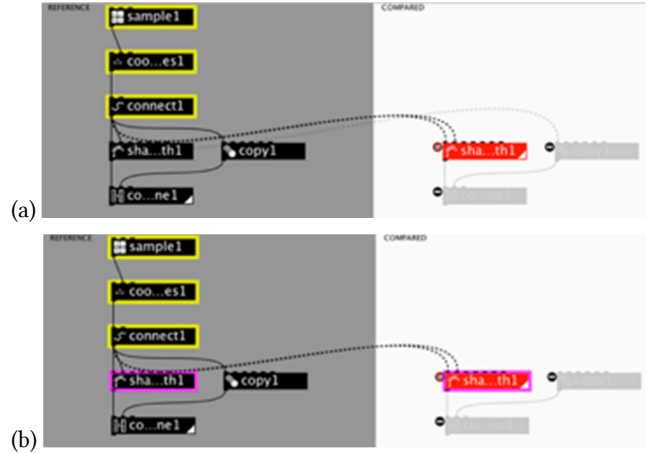 REFERENCE COMPARED
sample1
coo...es1
connect1
sha...th1 copy1 sha...th1 copy1
co...ne1
(a)
REFERENCE COMPARED
sample1
coo...es1
connect1
sha...th1 copy1 sha...th1
co...ne1
(b)